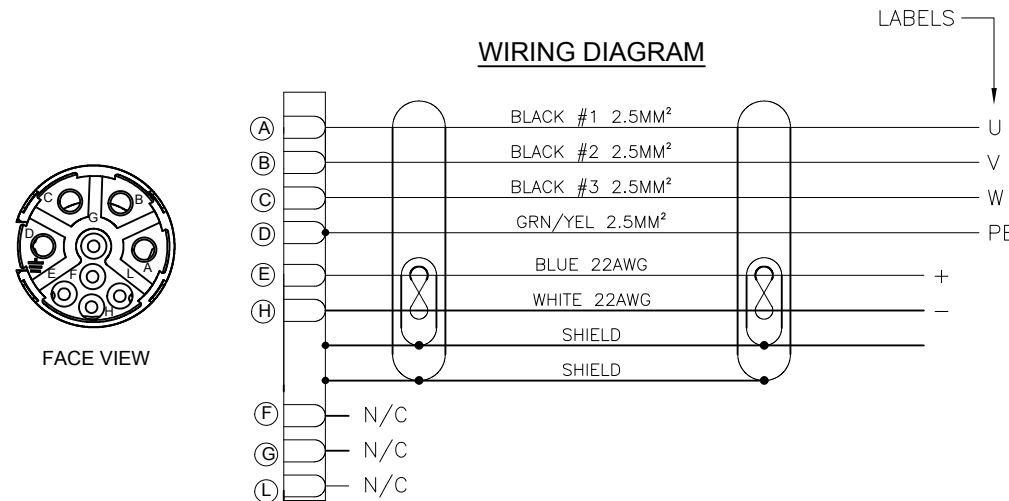 LABELS
WIRING DIAGRAM
A BLACK #1 2.5MM² U
B BLACK #2 2.5MM² V
C BLACK #3 2.5MM² W
D GRN/YEL 2.5MM² PE
E BLUE 22AWG +
H WHITE 22AWG −
SHIELD
SHIELD
F N/C
G N/C
L N/C
C B
G
D A
E F L
H
FACE VIEW